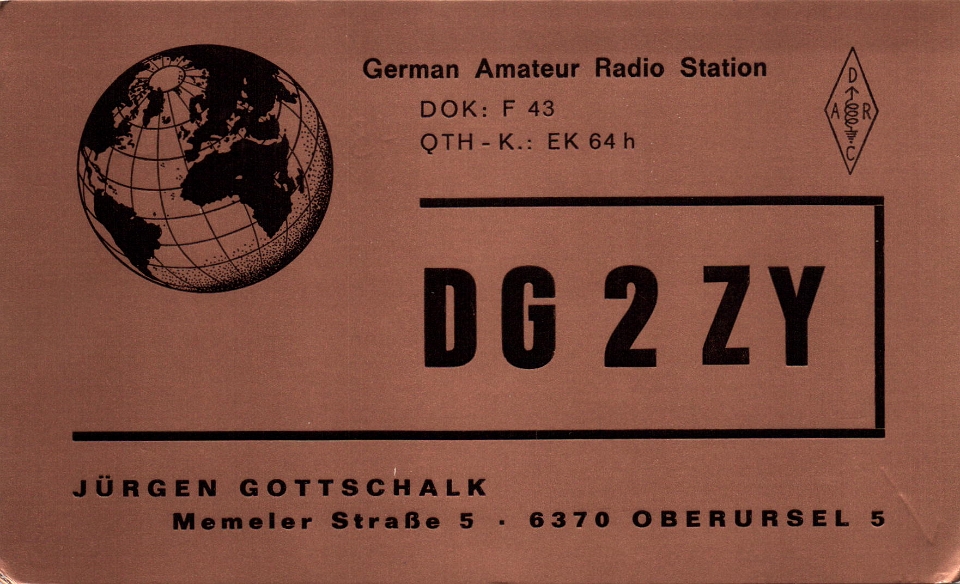 German Amateur Radio Station
DOK: F 43
QTH - K.: EK 64 h
D
A R
C
DG 2 ZY
JÜRGEN GOTTSCHALK
Memeler Straße 5 · 6370 OBERURSEL 5